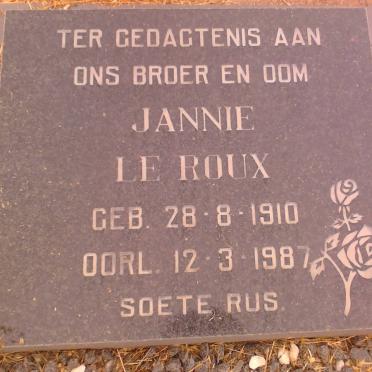 TER GEDAGTENIS AAN
ONS BROER EN OOM
JANNIE
LE ROUX
GEB. 28·8·1910
OORL. 12·3·1987
SOETE RUS.